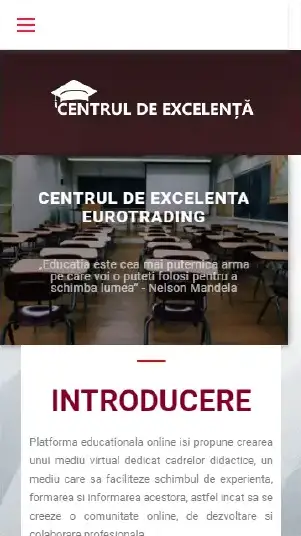 CENTRUL DE EXCELENȚĂ
CENTRUL DE EXCELENTA
EUROTRADING
„Educatia este cea mai puternica arma
pe care voi o puteti folosi pentru a
schimba lumea” - Nelson Mandela
INTRODUCERE
Platforma educationala online isi propune crearea
unui mediu virtual dedicat cadrelor didactice, un
mediu care sa faciliteze schimbul de experienta,
formarea si informarea acestora, astfel incat sa se
creeze o comunitate online, de dezvoltare si
colaborare profesionala